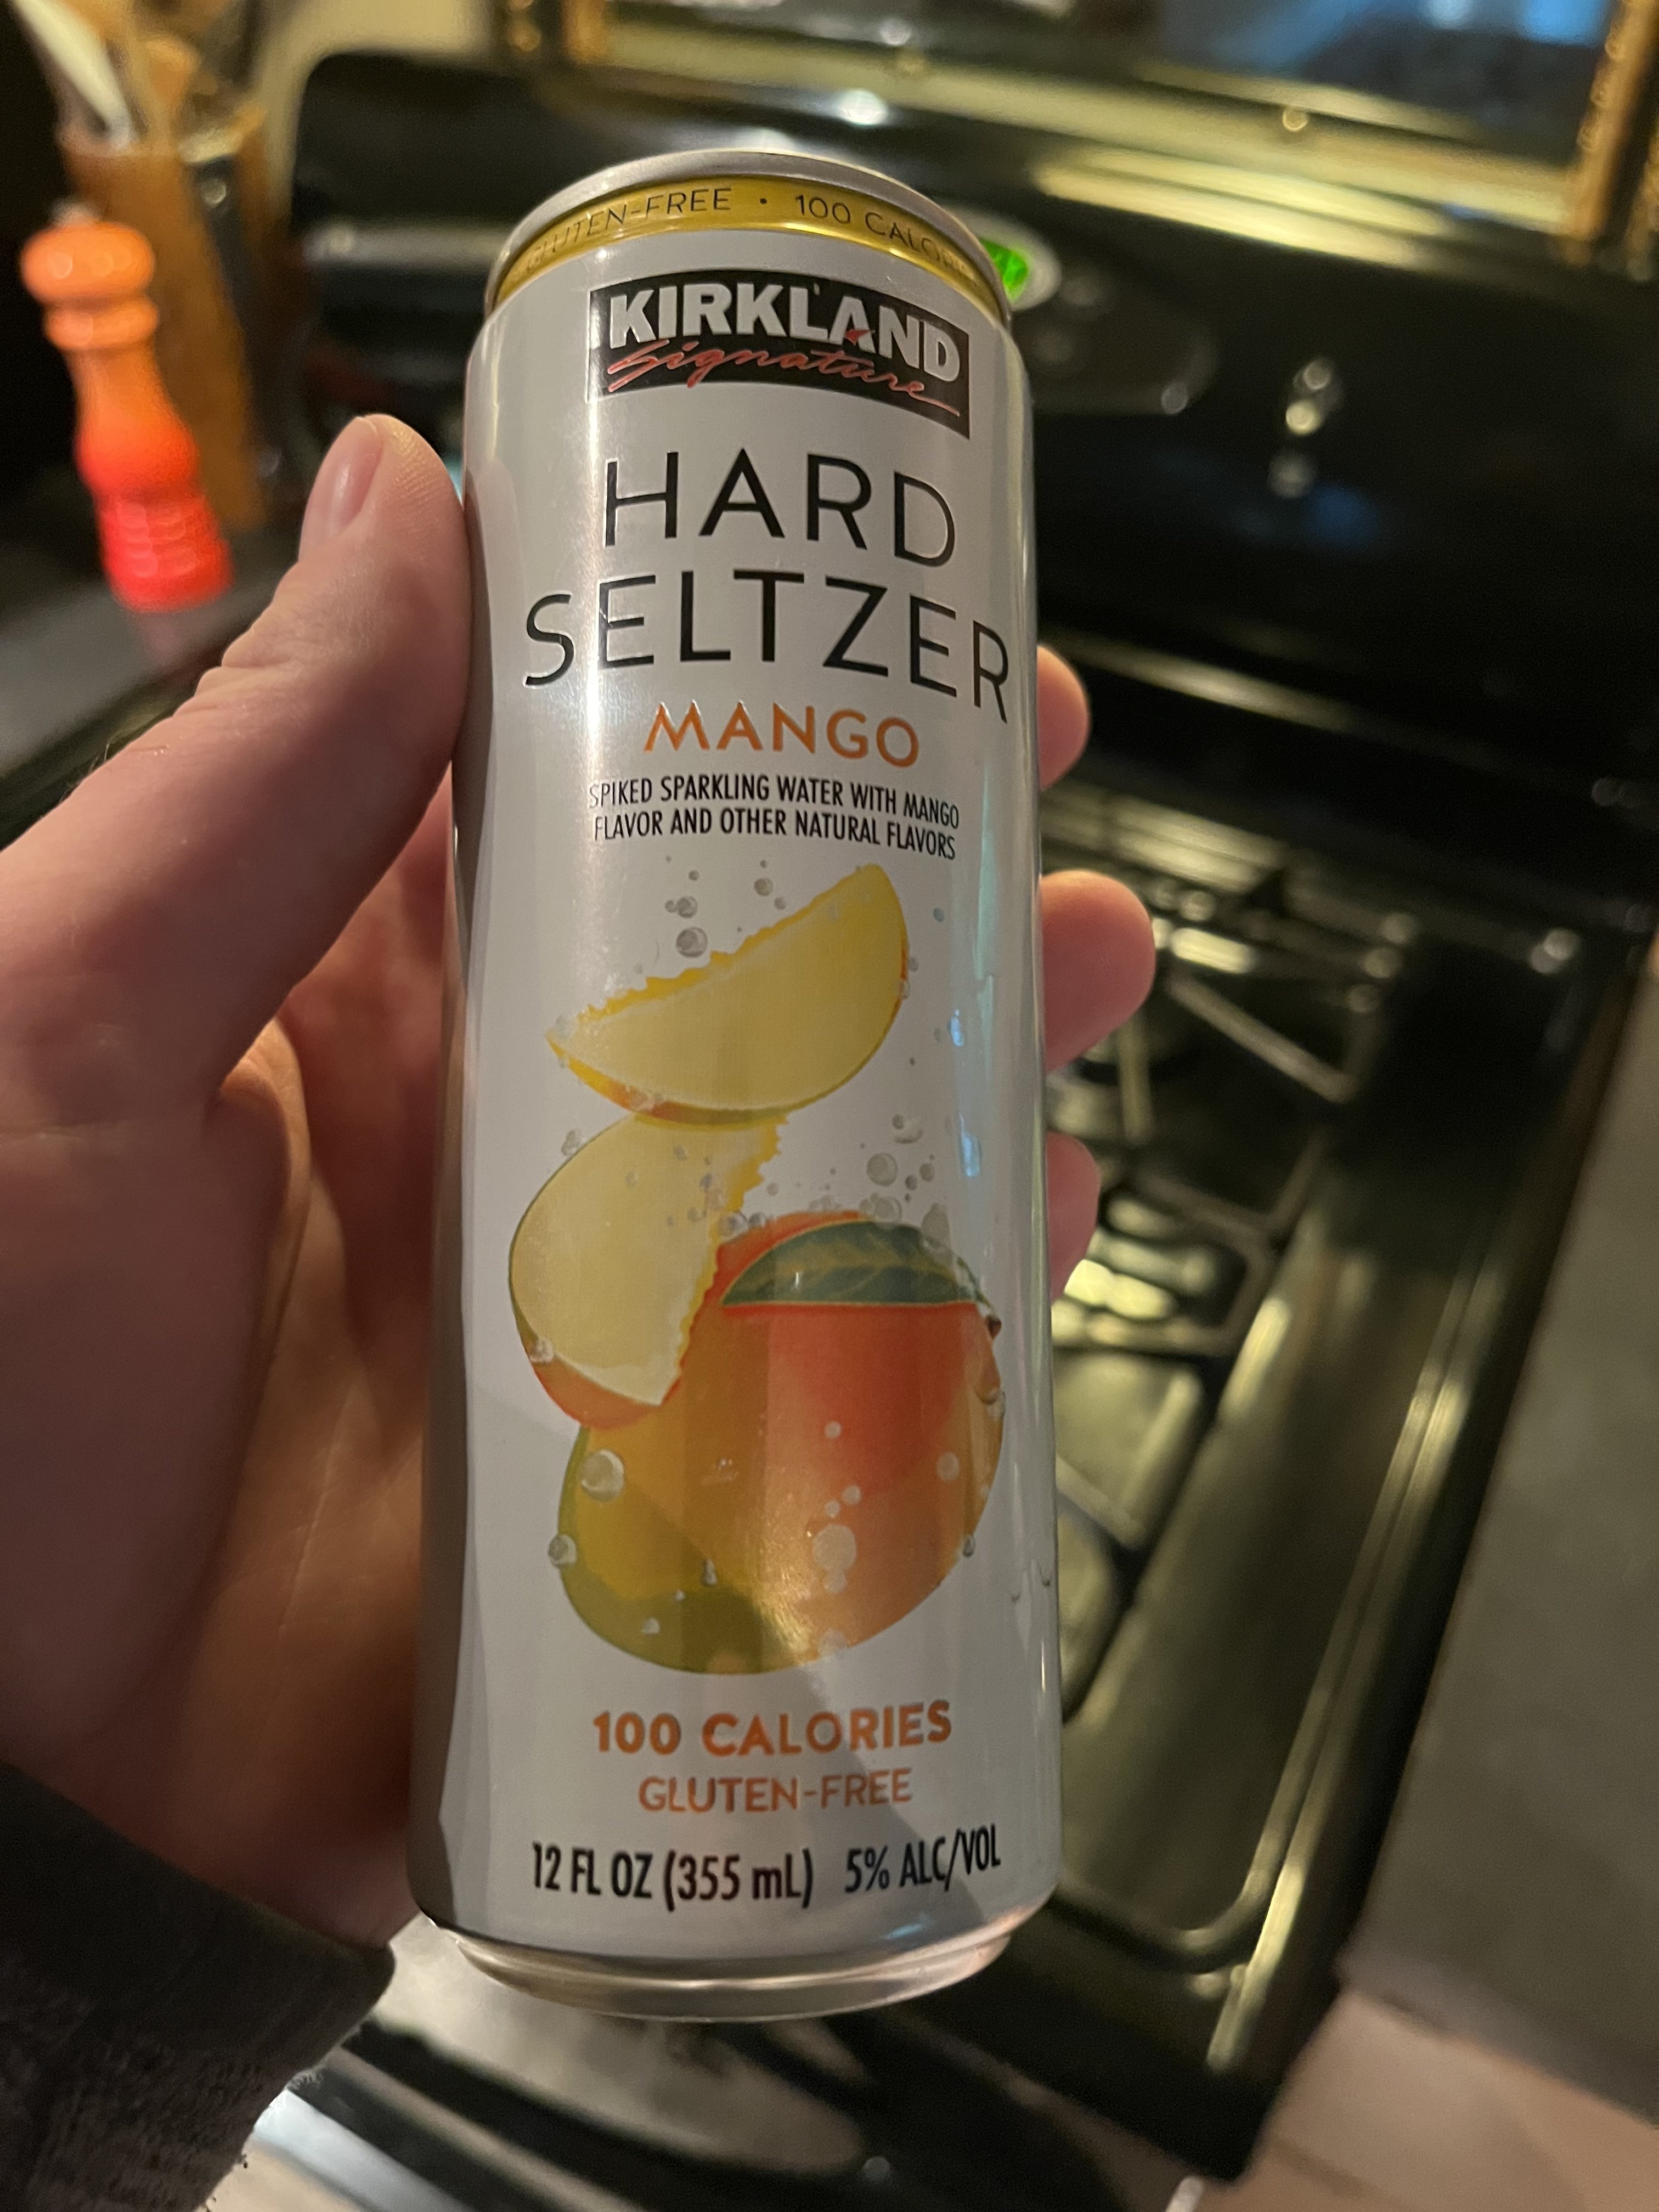 GLUTEN-FREE • 100 CALORIE
KIRKLAND
Signature
HARD
SELTZER
MANGO
SPIKED SPARKLING WATER WITH MANGO
FLAVOR AND OTHER NATURAL FLAVORS
100 CALORIES
GLUTEN-FREE
12 FL OZ (355 mL) 5% ALC/VOL